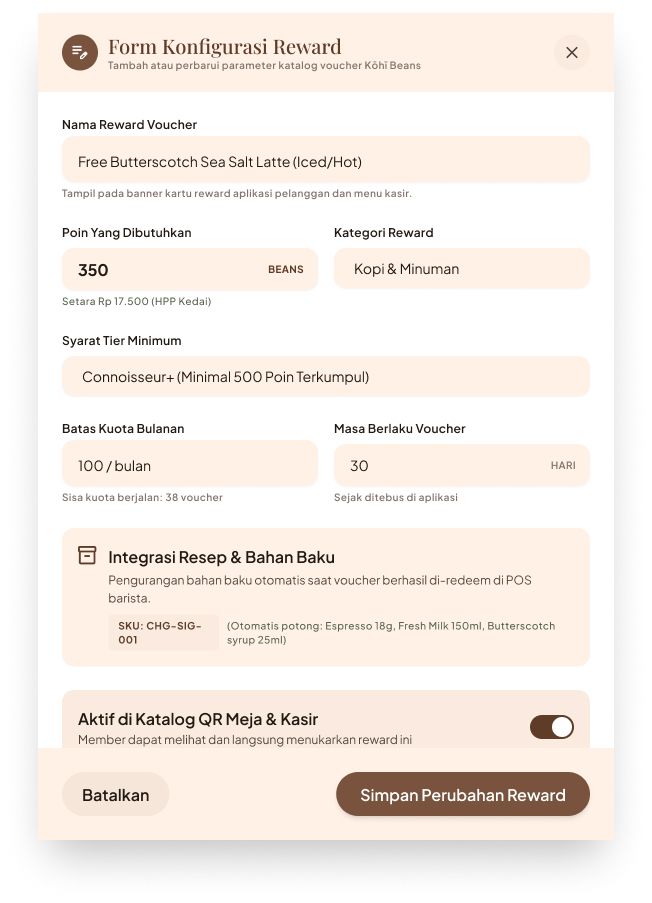 Form Konfigurasi Reward
Tambah atau perbarui parameter katalog voucher Kōhī Beans
Nama Reward Voucher
Free Butterscotch Sea Salt Latte (Iced/Hot)
Tampil pada banner kartu reward aplikasi pelanggan dan menu kasir.
Poin Yang Dibutuhkan
350
BEANS
Setara Rp 17.500 (HPP Kedai)
Kategori Reward
Kopi & Minuman
Syarat Tier Minimum
Connoisseur+ (Minimal 500 Poin Terkumpul)
Batas Kuota Bulanan
100 / bulan
Sisa kuota berjalan: 38 voucher
Masa Berlaku Voucher
30
HARI
Sejak ditebus di aplikasi
Integrasi Resep & Bahan Baku
Pengurangan bahan baku otomatis saat voucher berhasil di-redeem di POS
barista.
SKU: CHG-SIG-
001
(Otomatis potong: Espresso 18g, Fresh Milk 150ml, Butterscotch
syrup 25ml)
Aktif di Katalog QR Meja & Kasir
Member dapat melihat dan langsung menukarkan reward ini
Batalkan
Simpan Perubahan Reward